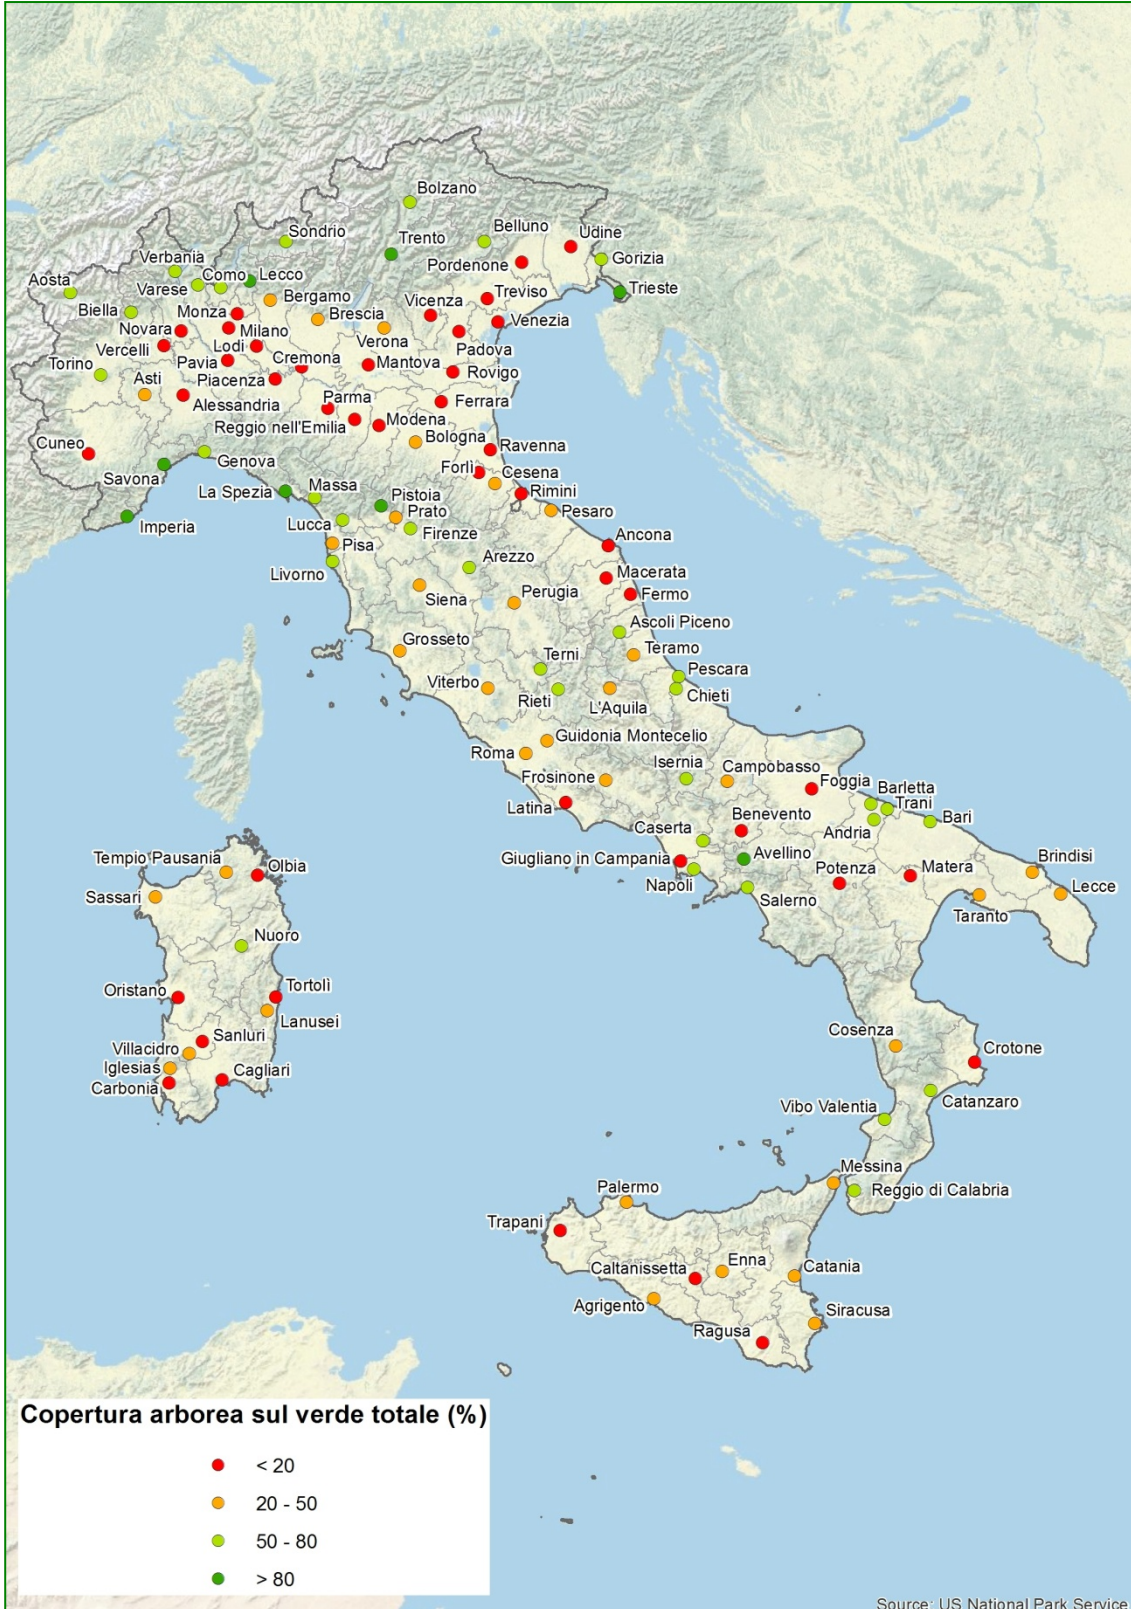 Bolzano
Sondrio
Belluno
Udine
Trento
Verbania
Pordenone
Gorizia
Aosta
Como
Lecco
Varese
Trieste
Bergamo
Vicenza
Treviso
Biella
Monza
Brescia
Venezia
Novara
Milano
Verona
Padova
Vercelli
Lodi
Torino
Pavia
Cremona
Mantova
Rovigo
Asti
Piacenza
Alessandria
Parma
Ferrara
Reggio nell'Emilia
Modena
Cuneo
Bologna
Ravenna
Genova
Forlì
Cesena
Savona
La Spezia
Massa
Pistoia
Rimini
Prato
Pesaro
Imperia
Lucca
Firenze
Ancona
Pisa
Arezzo
Livorno
Macerata
Siena
Perugia
Fermo
Ascoli Piceno
Grosseto
Teramo
Terni
Pescara
Viterbo
Rieti
L'Aquila
Chieti
Guidonia Montecelio
Roma
Isernia
Frosinone
Campobasso
Foggia
Barletta
Latina
Trani
Benevento
Bari
Caserta
Andria
Avellino
Tempio Pausania
Giugliano in Campania
Olbia
Potenza
Matera
Brindisi
Napoli
Lecce
Sassari
Salerno
Taranto
Nuoro
Oristano
Tortolì
Lanusei
Cosenza
Sanluri
Villacidro
Crotone
Iglesias
Cagliari
Carbonia
Catanzaro
Vibo Valentia
Messina
Palermo
Reggio di Calabria
Trapani
Enna
Caltanissetta
Catania
Agrigento
Siracusa
Ragusa
Copertura arborea sul verde totale (%)
< 20
20 - 50
50 - 80
> 80
Source: US National Park Service